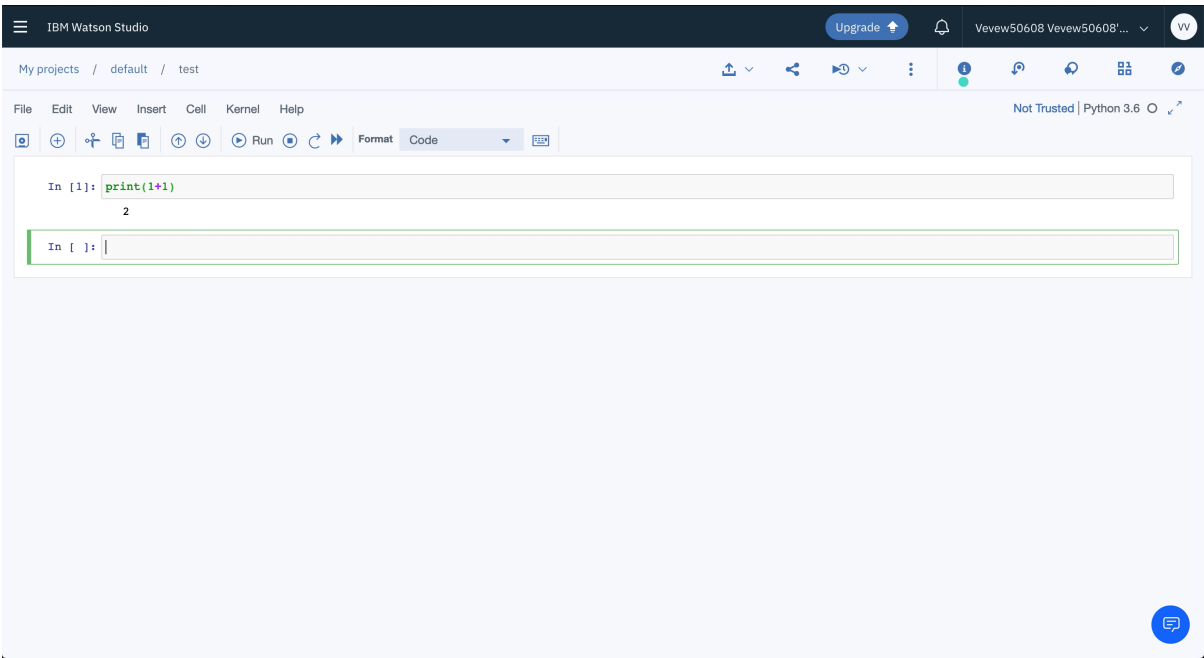 IBM Watson Studio
Upgrade
Vevew50608 Vevew50608'...
VV
My projects / default / test
File Edit View Insert Cell Kernel Help
Not Trusted | Python 3.6
Run
Format
Code
In [1]: print(1+1)
2
In [ ]: